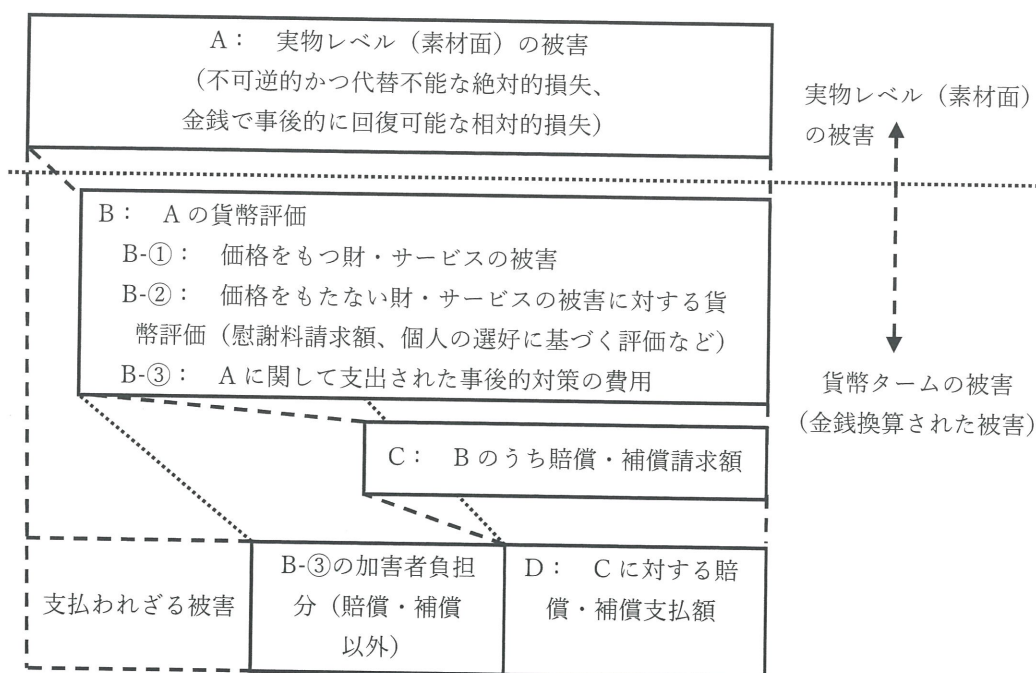 A： 実物レベル（素材面）の被害
（不可逆的かつ代替不能な絶対的損失、
金銭で事後的に回復可能な相対的損失）
実物レベル（素材面）
の被害
B： Aの貨幣評価
B-①： 価格をもつ財・サービスの被害
B-②： 価格をもたない財・サービスの被害に対する貨
幣評価（慰謝料請求額、個人の選好に基づく評価など）
B-③： Aに関して支出された事後的対策の費用
貨幣タームの被害
（金銭換算された被害）
C： Bのうち賠償・補償請求額
支払われざる被害
B-③の加害者負担
分（賠償・補償
以外）
D： Cに対する賠
償・補償支払額